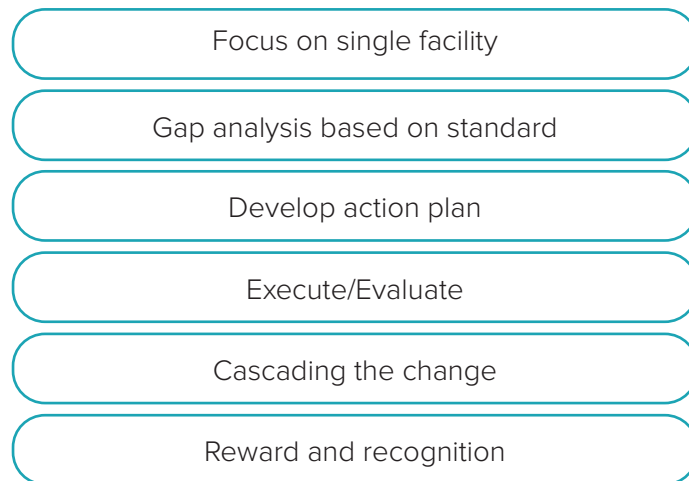 Focus on single facility
Gap analysis based on standard
Develop action plan
Execute/Evaluate
Cascading the change
Reward and recognition